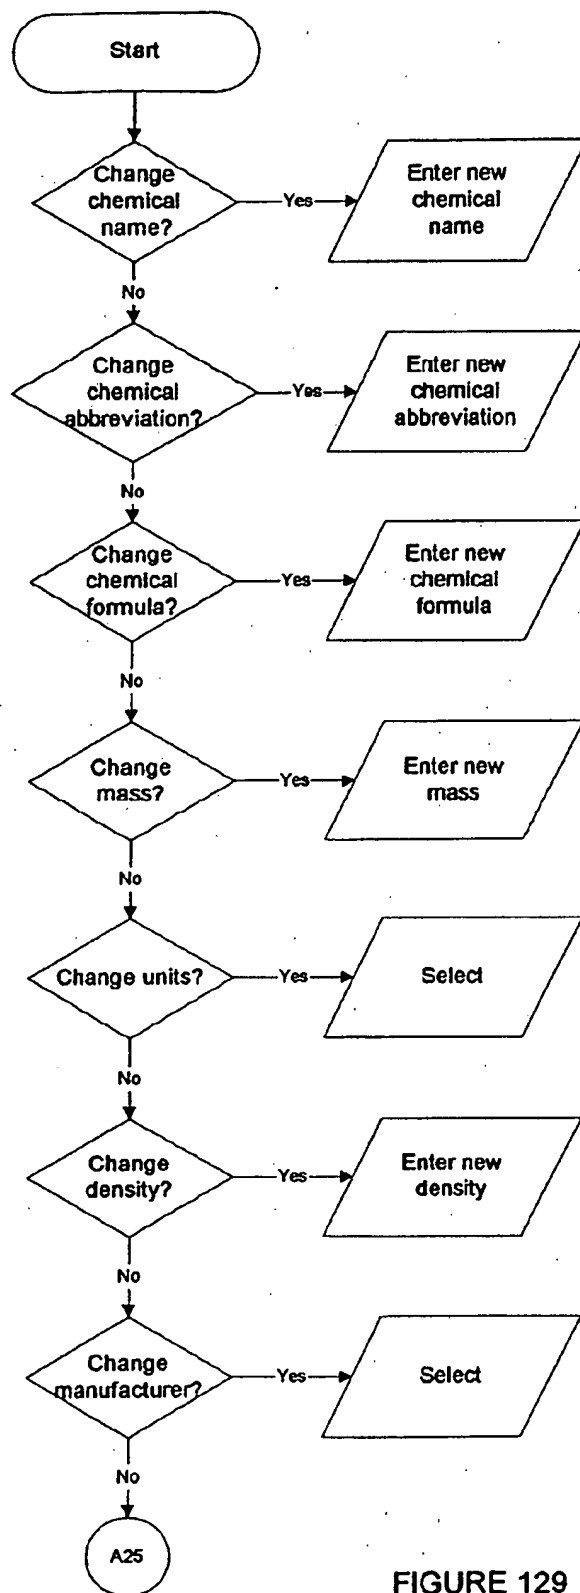 Start
Change
chemical
name?
Yes
Enter new
chemical
name
No
Change
chemical
abbreviation?
Yes
Enter new
chemical
abbreviation
No
Change
chemical
formula?
Yes
Enter new
chemical
formula
No
Change
mass?
Yes
Enter new
mass
No
Change units?
Yes
Select
No
Change
density?
Yes
Enter new
density
No
Change
manufacturer?
Yes
Select
No
A25
FIGURE 129